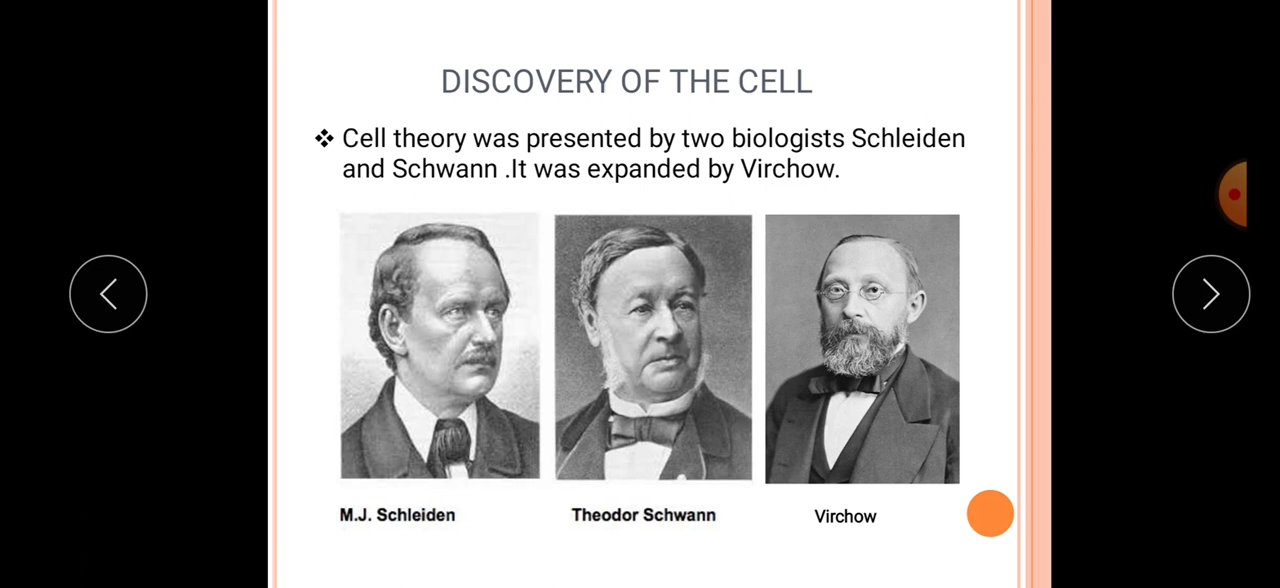 DISCOVERY OF THE CELL
❖ Cell theory was presented by two biologists Schleiden
and Schwann .It was expanded by Virchow.
M.J. Schleiden
Theodor Schwann
Virchow